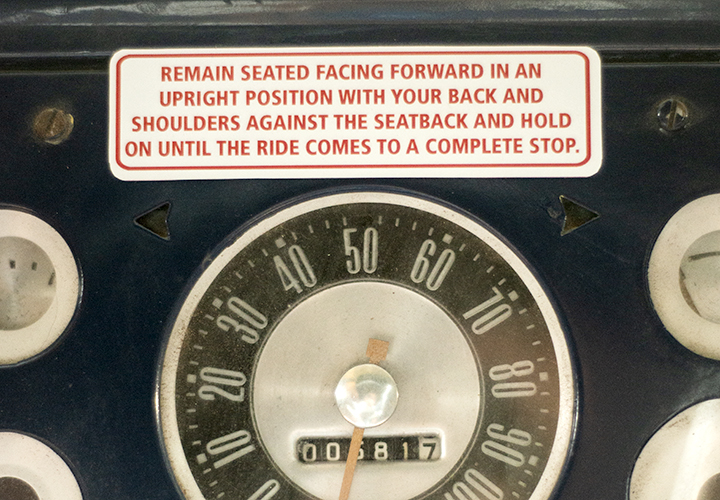 REMAIN SEATED FACING FORWARD IN AN
UPRIGHT POSITION WITH YOUR BACK AND
SHOULDERS AGAINST THE SEATBACK AND HOLD
ON UNTIL THE RIDE COMES TO A COMPLETE STOP.
0 10 20 30 40 50 60 70 80 90 100